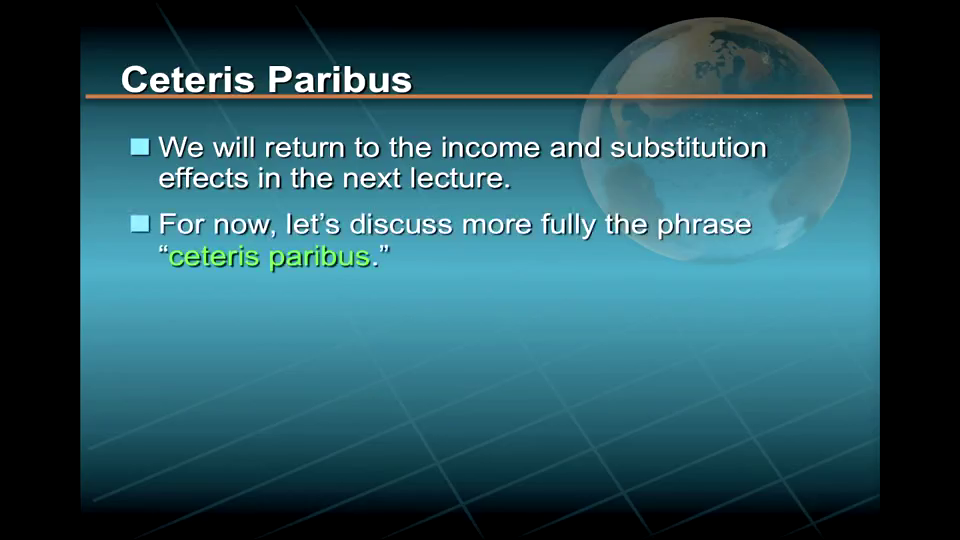 Ceteris Paribus
We will return to the income and substitution
effects in the next lecture.
For now, let’s discuss more fully the phrase
“ceteris paribus.”